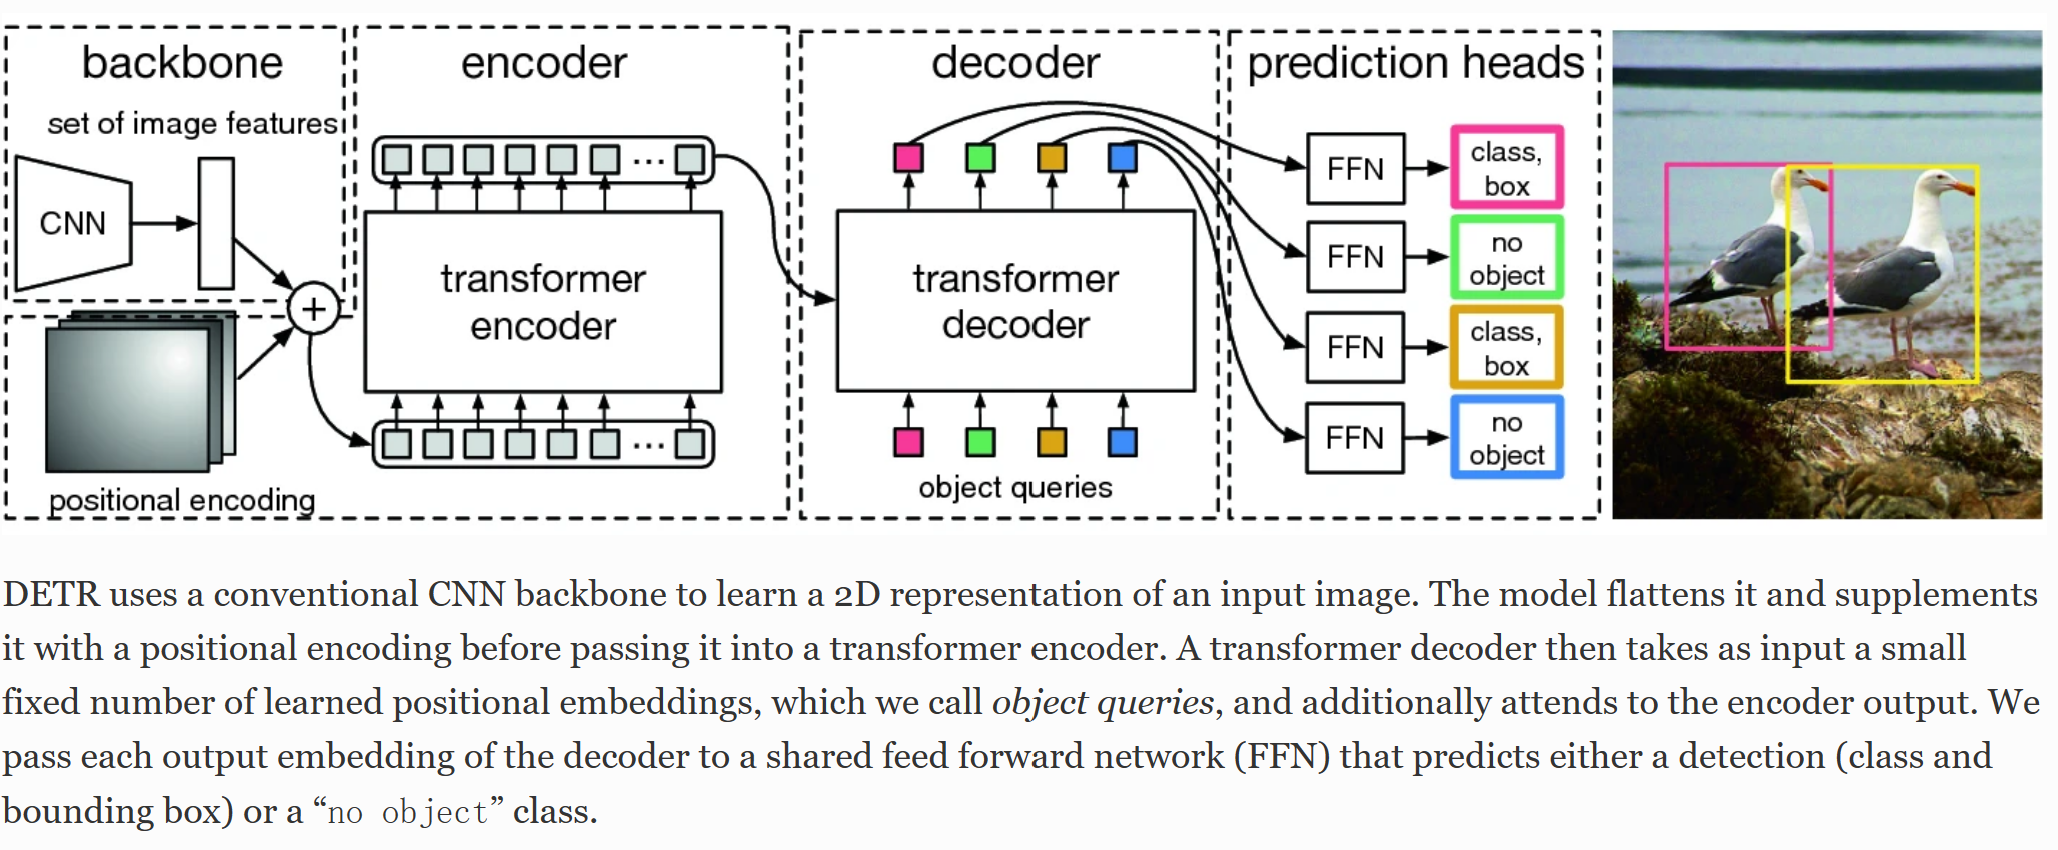 backbone
set of image features
CNN
+
positional encoding
encoder
...
transformer
encoder
...
decoder
transformer
decoder
object queries
prediction heads
FFN
class,
box
FFN
no
object
FFN
class,
box
FFN
no
object
DETR uses a conventional CNN backbone to learn a 2D representation of an input image. The model flattens it and supplements
it with a positional encoding before passing it into a transformer encoder. A transformer decoder then takes as input a small
fixed number of learned positional embeddings, which we call object queries, and additionally attends to the encoder output. We
pass each output embedding of the decoder to a shared feed forward network (FFN) that predicts either a detection (class and
bounding box) or a “no object” class.